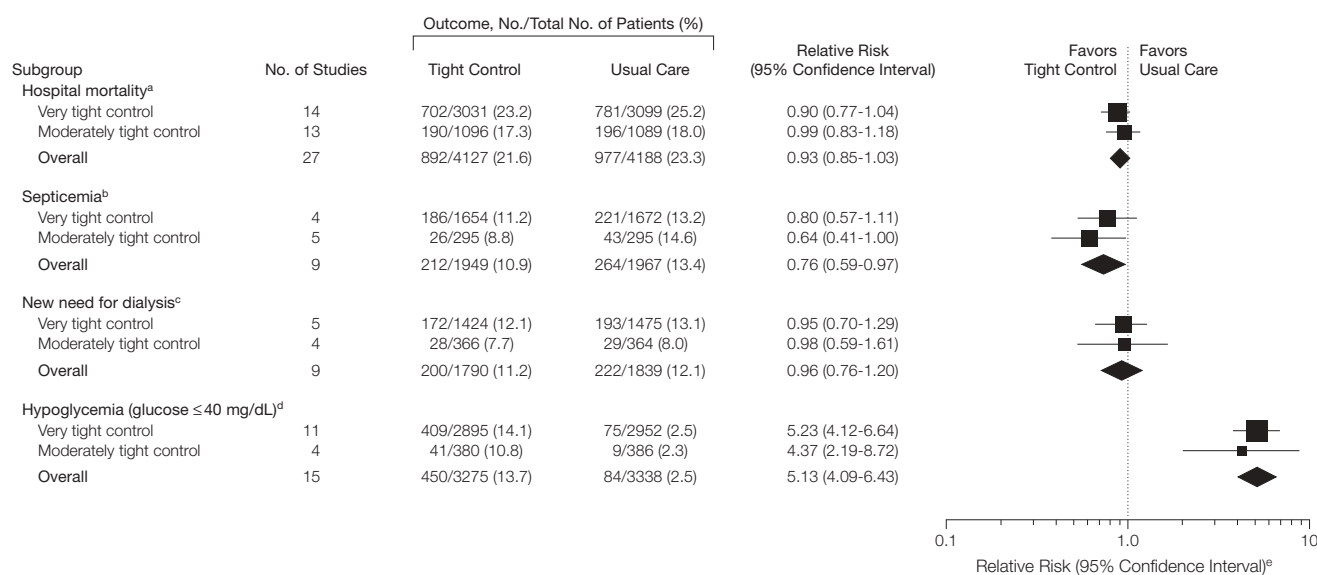 Outcome, No./Total No. of Patients (%)
Subgroup No. of Studies Tight Control Usual Care Relative Risk (95% Confidence Interval) Favors Tight Control Favors Usual Care
Hospital mortalityᵃ
Very tight control 14 702/3031 (23.2) 781/3099 (25.2) 0.90 (0.77-1.04)
Moderately tight control 13 190/1096 (17.3) 196/1089 (18.0) 0.99 (0.83-1.18)
Overall 27 892/4127 (21.6) 977/4188 (23.3) 0.93 (0.85-1.03)
Septicemiaᵇ
Very tight control 4 186/1654 (11.2) 221/1672 (13.2) 0.80 (0.57-1.11)
Moderately tight control 5 26/295 (8.8) 43/295 (14.6) 0.64 (0.41-1.00)
Overall 9 212/1949 (10.9) 264/1967 (13.4) 0.76 (0.59-0.97)
New need for dialysisᶜ
Very tight control 5 172/1424 (12.1) 193/1475 (13.1) 0.95 (0.70-1.29)
Moderately tight control 4 28/366 (7.7) 29/364 (8.0) 0.98 (0.59-1.61)
Overall 9 200/1790 (11.2) 222/1839 (12.1) 0.96 (0.76-1.20)
Hypoglycemia (glucose ≤40 mg/dL)ᵈ
Very tight control 11 409/2895 (14.1) 75/2952 (2.5) 5.23 (4.12-6.64)
Moderately tight control 4 41/380 (10.8) 9/386 (2.3) 4.37 (2.19-8.72)
Overall 15 450/3275 (13.7) 84/3338 (2.5) 5.13 (4.09-6.43)
0.1 1.0 10
Relative Risk (95% Confidence Interval)ᵉ